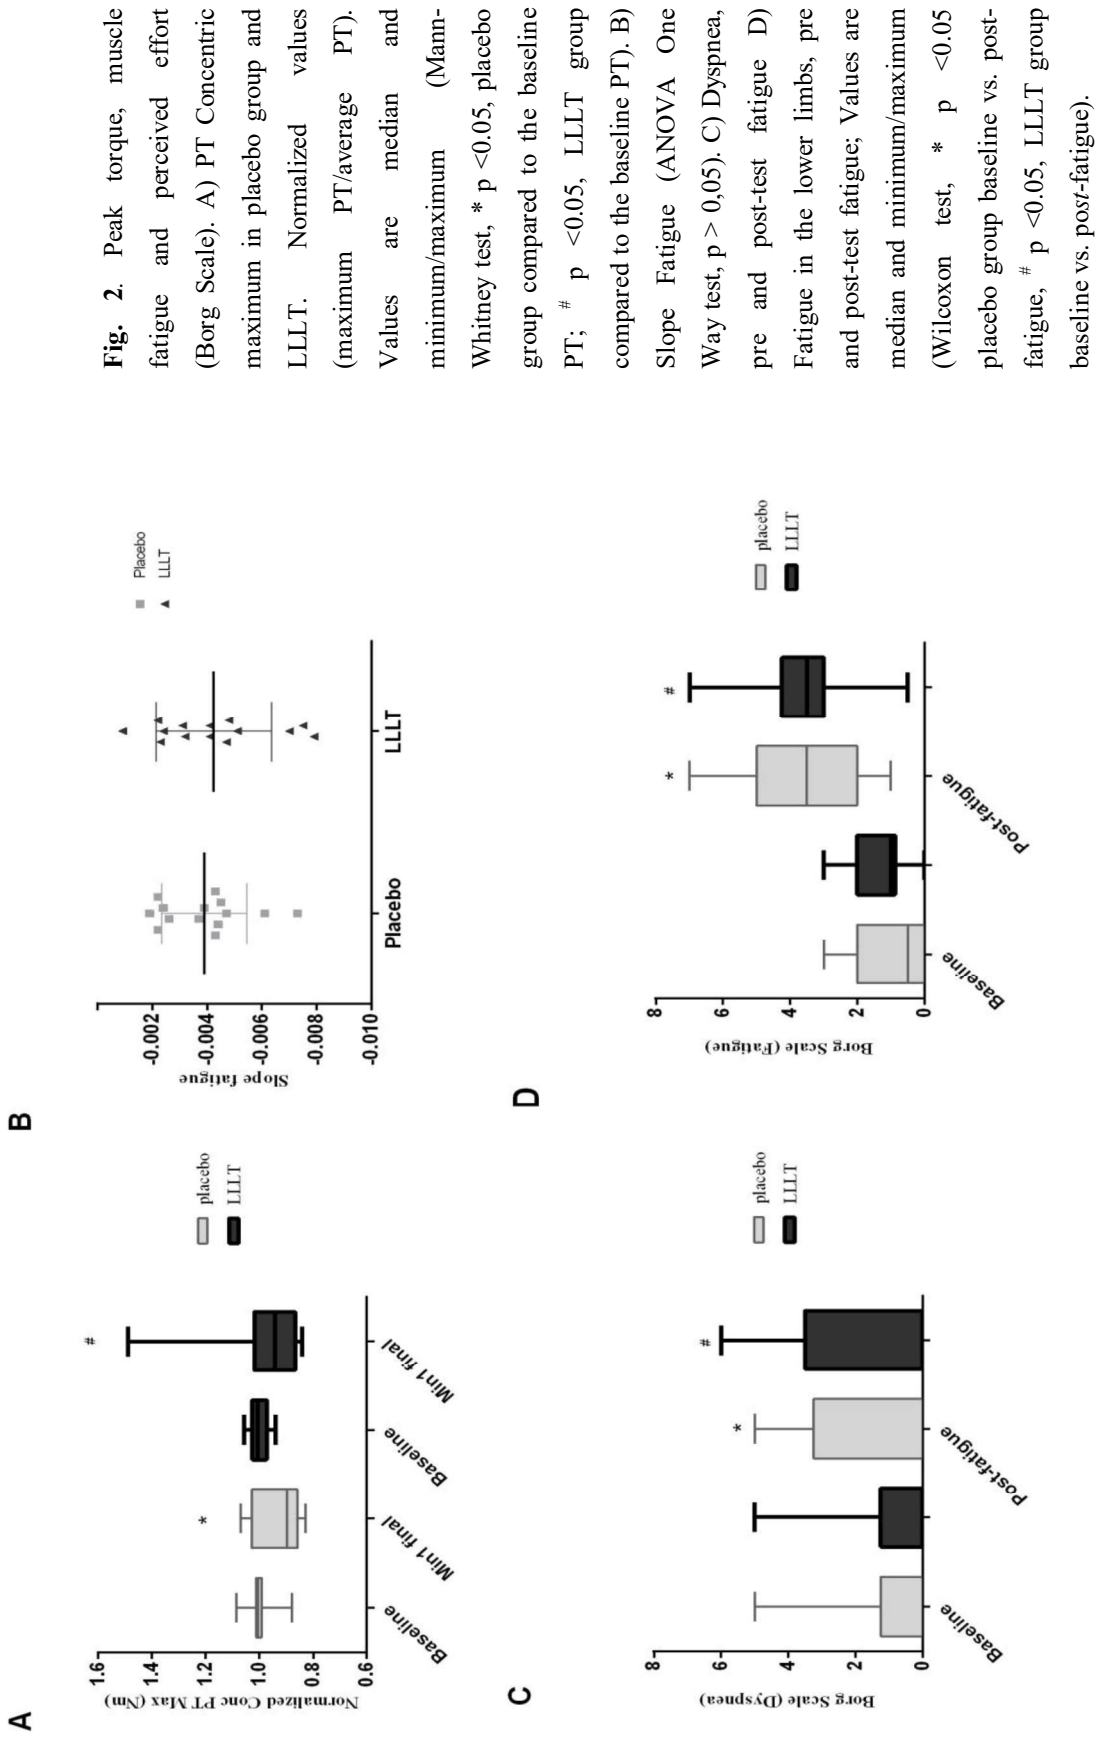 A
Normalized Conc PT Max (Nm)
1.6
1.4
1.2
1.0
0.8
0.6
*
#
Baseline
Min1 final
Baseline
Min1 final
placebo
LLLT
B
Slope fatigue
-0.002
-0.004
-0.006
-0.008
-0.010
Placebo
LLLT
Placebo
LLLT
C
Borg Scale (Dyspnea)
8
6
4
2
0
*
#
Baseline
Post-fatigue
placebo
LLLT
D
Borg Scale (Fatigue)
8
6
4
2
0
*
#
Baseline
Post-fatigue
placebo
LLLT
Fig. 2. Peak torque, muscle
fatigue and perceived effort
(Borg Scale). A) PT Concentric
maximum in placebo group and
LLLT. Normalized values
(maximum PT/average PT).
Values are median and
minimum/maximum (Mann-
Whitney test, * p <0.05, placebo
group compared to the baseline
PT; # p <0.05, LLLT group
compared to the baseline PT). B)
Slope Fatigue (ANOVA One
Way test, p > 0,05). C) Dyspnea,
pre and post-test fatigue D)
Fatigue in the lower limbs, pre
and post-test fatigue; Values are
median and minimum/maximum
(Wilcoxon test, * p <0.05
placebo group baseline vs. post-
fatigue, # p <0.05, LLLT group
baseline vs. post-fatigue).